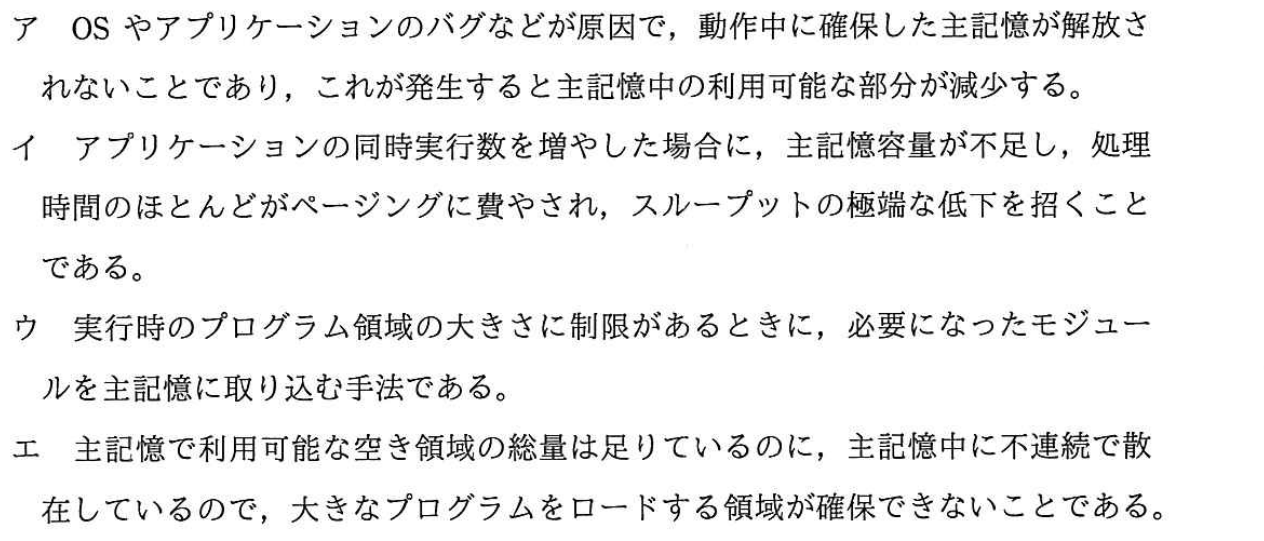 ア　OS やアプリケーションのバグなどが原因で，動作中に確保した主記憶が解放さ
れないことであり，これが発生すると主記憶中の利用可能な部分が減少する。
イ　アプリケーションの同時実行数を増やした場合に，主記憶容量が不足し，処理
時間のほとんどがページングに費やされ，スループットの極端な低下を招くこと
である。
ウ　実行時のプログラム領域の大きさに制限があるときに，必要になったモジュー
ルを主記憶に取り込む手法である。
エ　主記憶で利用可能な空き領域の総量は足りているのに，主記憶中に不連続で散
在しているので，大きなプログラムをロードする領域が確保できないことである。